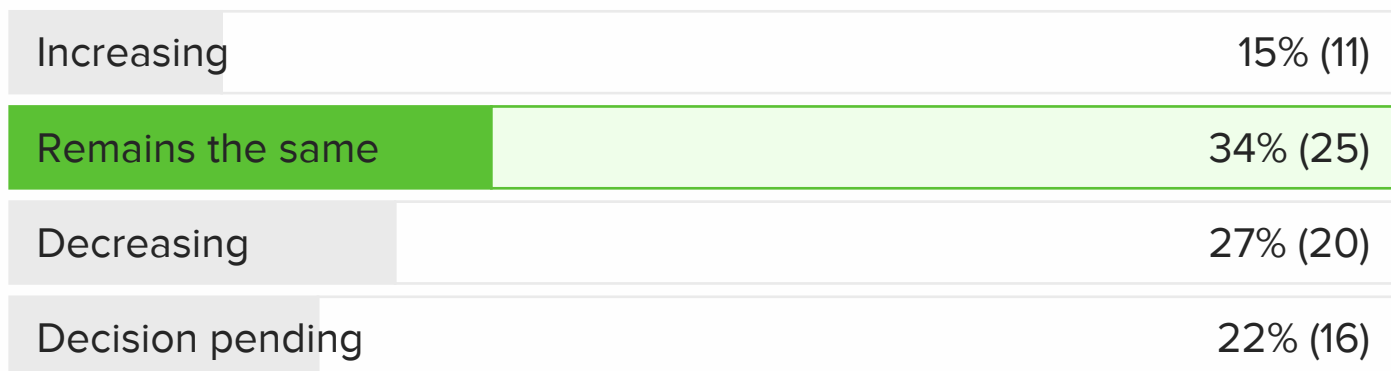 Increasing 15% (11)
Remains the same 34% (25)
Decreasing 27% (20)
Decision pending 22% (16)